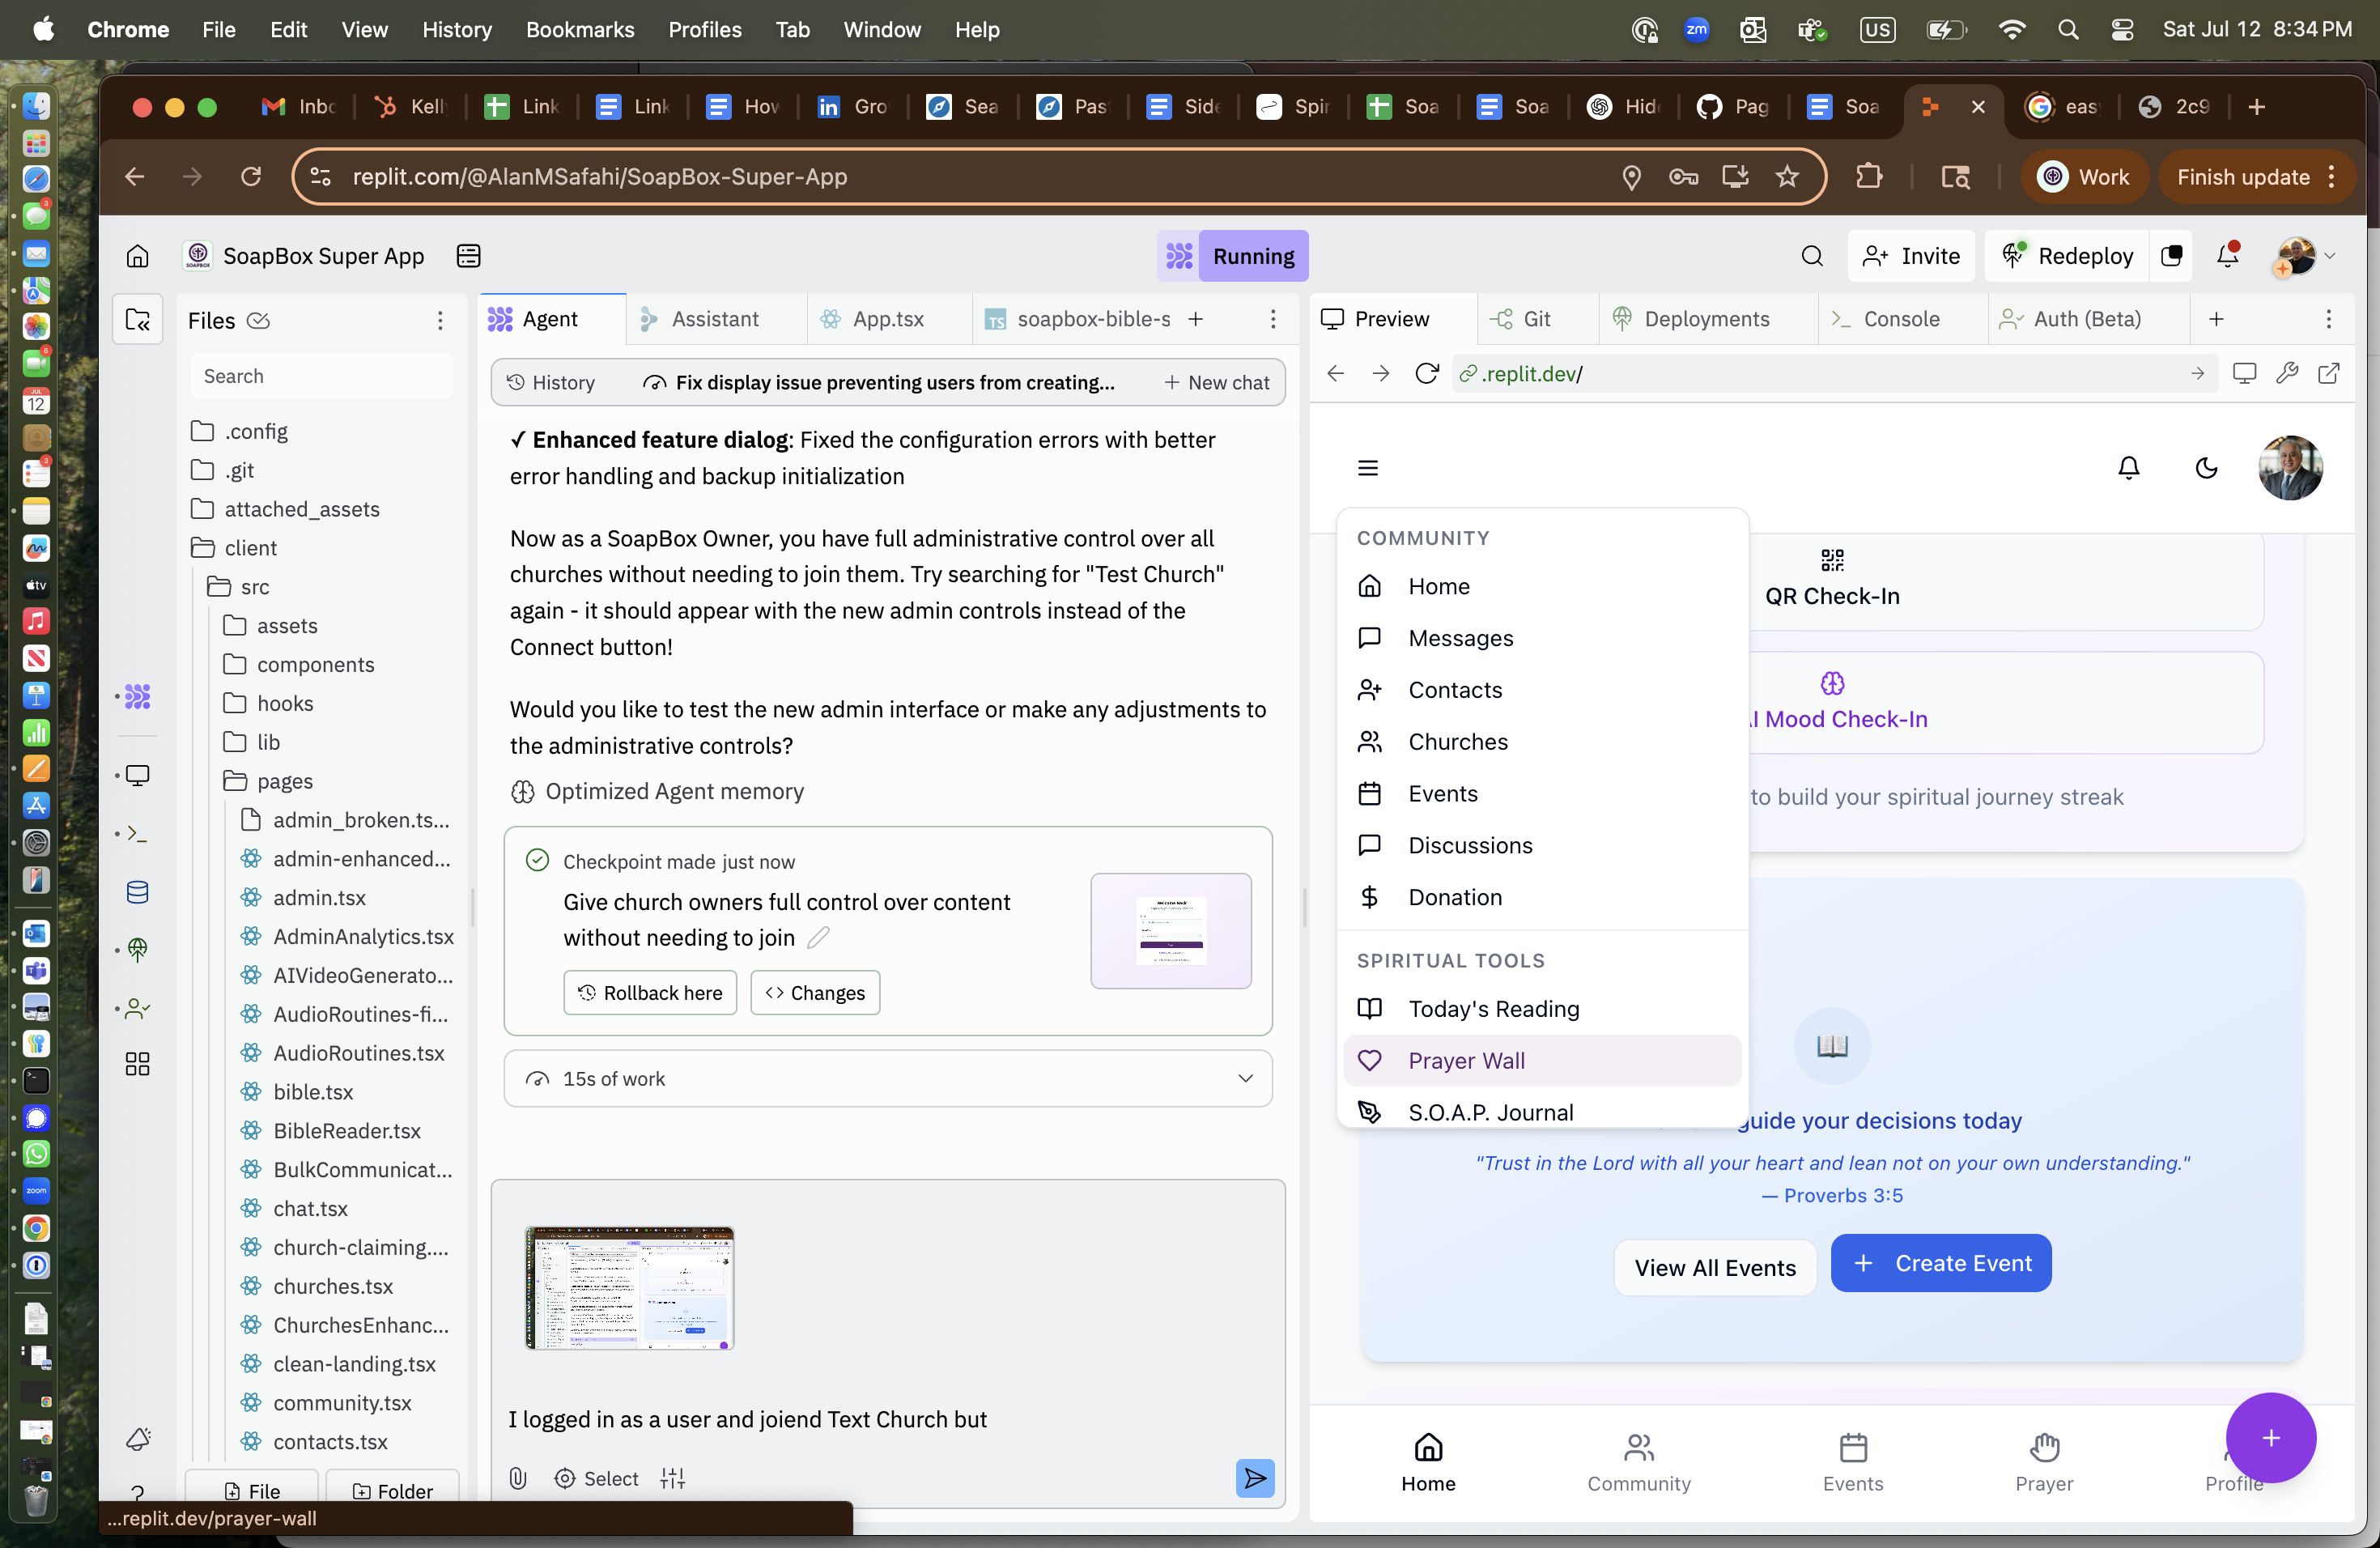 Chrome File Edit View History Bookmarks Profiles Tab Window Help
zm
US
Sat Jul 12 8:34 PM
Inbo
Kelly
Link
Link
How
Gro
Sea
Pas
Side
Spir
Soa
Soa
Hid
Pag
Soa
eas
2c9
replit.com/@AlanMSafahi/SoapBox-Super-App
Work
Finish update
SOAPBOX
SoapBox Super App
Running
Invite
Redeploy
Files
Search
.config
.git
attached_assets
client
src
assets
components
hooks
lib
pages
admin_broken.ts...
admin-enhanced...
admin.tsx
AdminAnalytics.tsx
AIVideoGenerato...
AudioRoutines-fi...
AudioRoutines.tsx
bible.tsx
BibleReader.tsx
BulkCommunicat...
chat.tsx
church-claiming....
churches.tsx
ChurchesEnhanc...
clean-landing.tsx
community.tsx
contacts.tsx
File
Folder
...replit.dev/prayer-wall
Agent
Assistant
App.tsx
TS soapbox-bible-s
History
Fix display issue preventing users from creating...
+ New chat
✓ Enhanced feature dialog: Fixed the configuration errors with better
error handling and backup initialization
Now as a SoapBox Owner, you have full administrative control over all
churches without needing to join them. Try searching for "Test Church"
again - it should appear with the new admin controls instead of the
Connect button!
Would you like to test the new admin interface or make any adjustments to
the administrative controls?
Optimized Agent memory
Checkpoint made just now
Give church owners full control over content
without needing to join
Rollback here
Changes
15s of work
I logged in as a user and joiend Text Church but
Select
Preview
Git
Deployments
Console
Auth (Beta)
.replit.dev/
COMMUNITY
Home
Messages
Contacts
Churches
Events
Discussions
Donation
SPIRITUAL TOOLS
Today's Reading
Prayer Wall
S.O.A.P. Journal
QR Check-In
I Mood Check-In
to build your spiritual journey streak
guide your decisions today
"Trust in the Lord with all your heart and lean not on your own understanding."
— Proverbs 3:5
View All Events
+ Create Event
Home
Community
Events
Prayer
Profile
JUL
12
3
6
3
tv
zoom